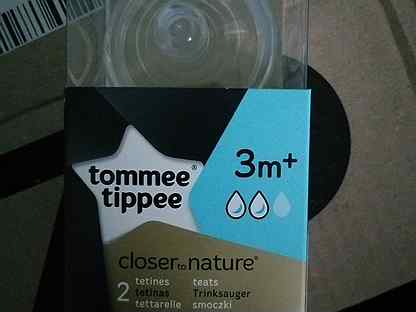 tommee®
tippee
3m+
closer to nature®
2 tetines teats
tetinas Trinksauger
tettarelle smoczki